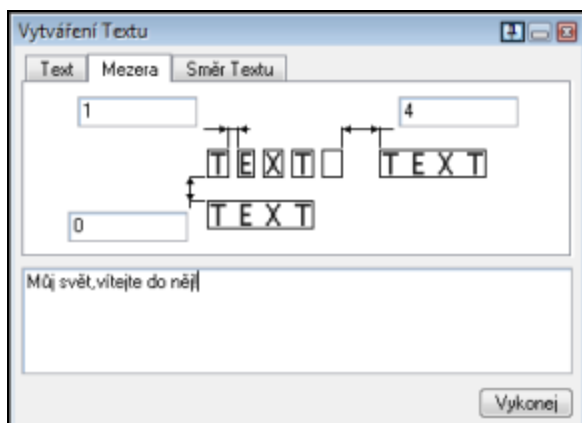 Vytváření Textu
Text Mezera Směr Textu
1 4
TEXT TEXT
0 TEXT
Můj svět,vítejte do něj!
Vykonej